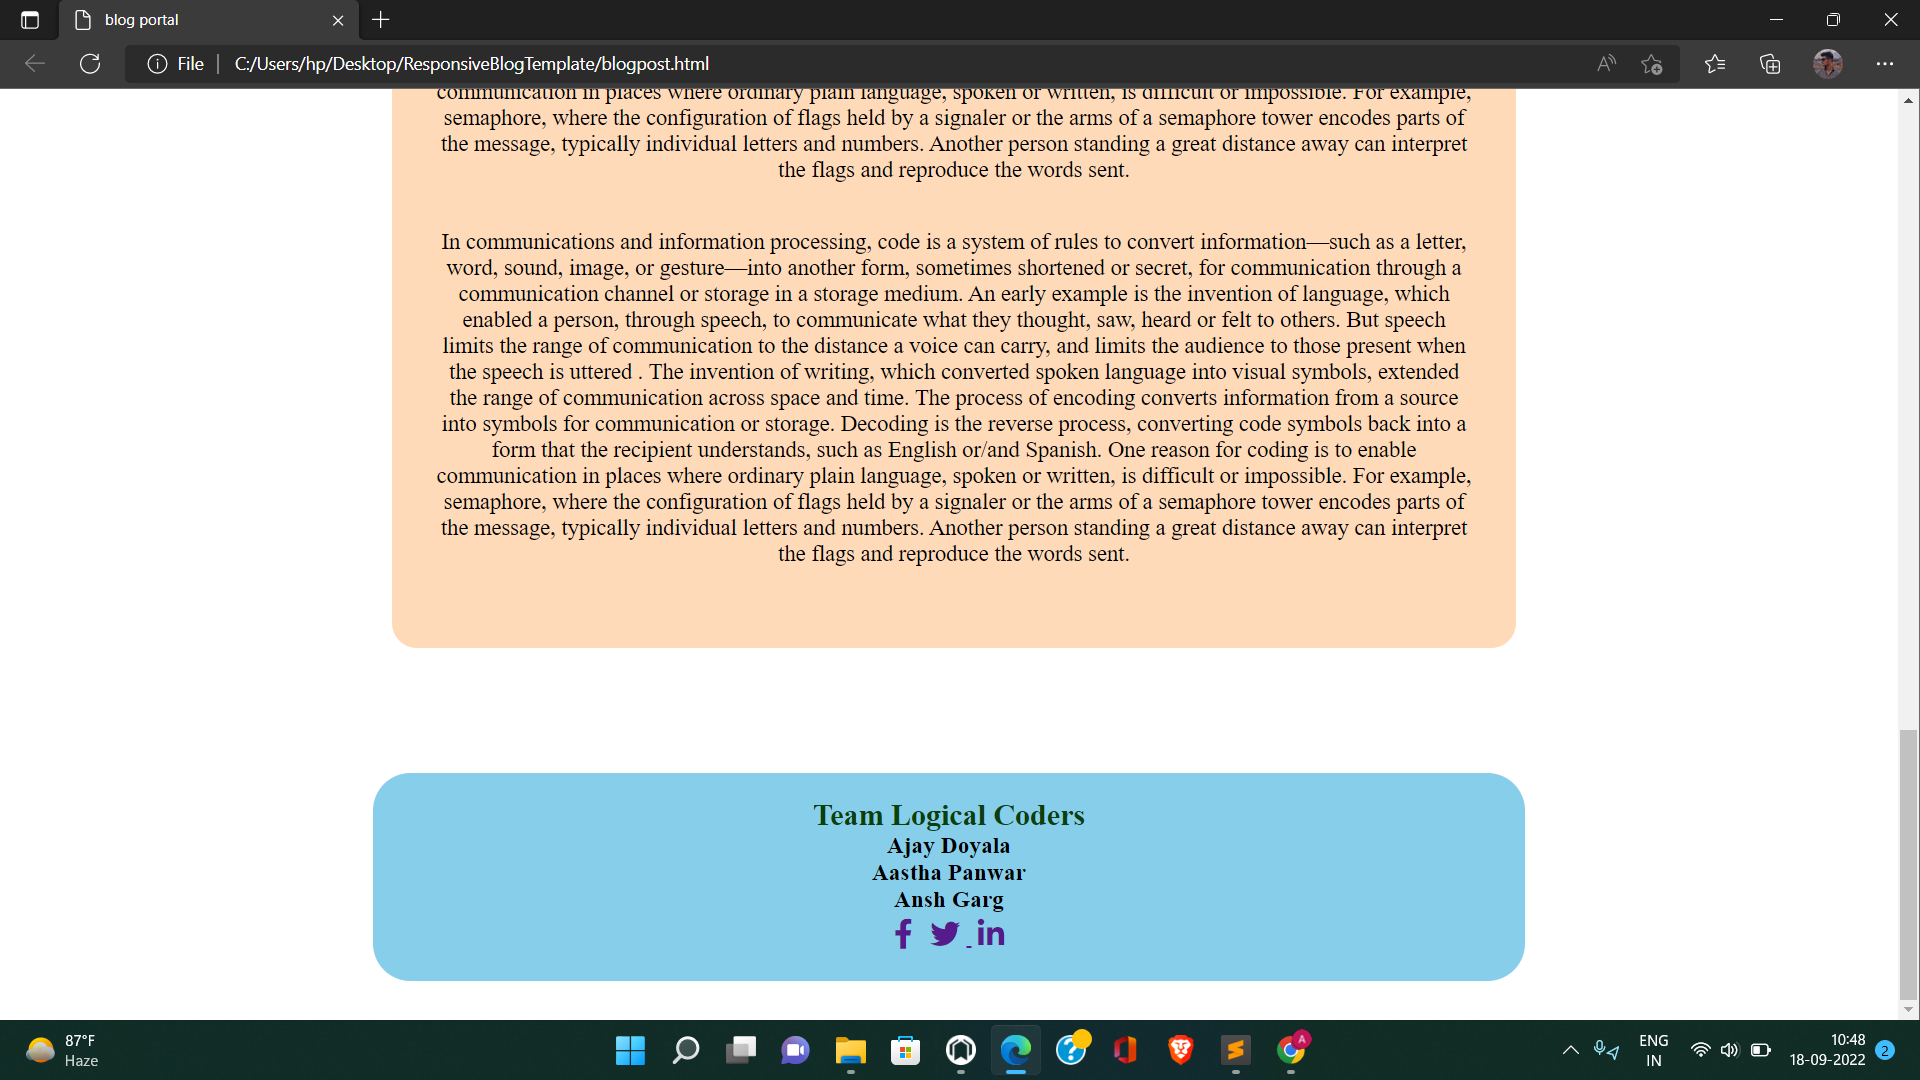 blog portal
File
C:/Users/hp/Desktop/ResponsiveBlogTemplate/blogpost.html
communication in places where ordinary plain language, spoken or written, is difficult or impossible. For example,
semaphore, where the configuration of flags held by a signaler or the arms of a semaphore tower encodes parts of
the message, typically individual letters and numbers. Another person standing a great distance away can interpret
the flags and reproduce the words sent.
In communications and information processing, code is a system of rules to convert information—such as a letter,
word, sound, image, or gesture—into another form, sometimes shortened or secret, for communication through a
communication channel or storage in a storage medium. An early example is the invention of language, which
enabled a person, through speech, to communicate what they thought, saw, heard or felt to others. But speech
limits the range of communication to the distance a voice can carry, and limits the audience to those present when
the speech is uttered . The invention of writing, which converted spoken language into visual symbols, extended
the range of communication across space and time. The process of encoding converts information from a source
into symbols for communication or storage. Decoding is the reverse process, converting code symbols back into a
form that the recipient understands, such as English or/and Spanish. One reason for coding is to enable
communication in places where ordinary plain language, spoken or written, is difficult or impossible. For example,
semaphore, where the configuration of flags held by a signaler or the arms of a semaphore tower encodes parts of
the message, typically individual letters and numbers. Another person standing a great distance away can interpret
the flags and reproduce the words sent.
Team Logical Coders
Ajay Doyala
Aastha Panwar
Ansh Garg
87°F
Haze
A
ENG
IN
10:48
18-09-2022
2